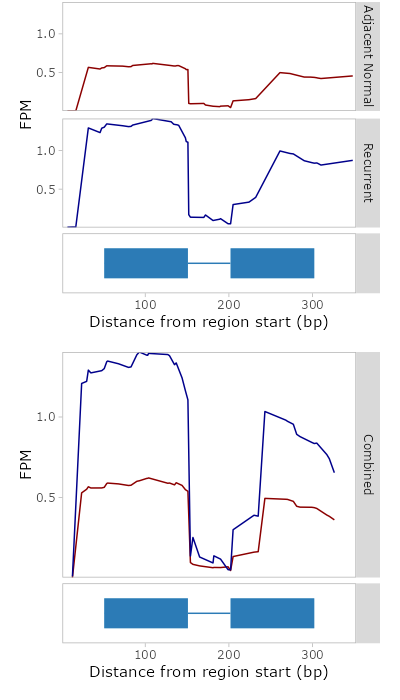 Adjacent Normal
1.0
0.5
FPM
Recurrent
1.0
0.5
100 200 300
Distance from region start (bp)
Combined
1.0
FPM
0.5
100 200 300
Distance from region start (bp)